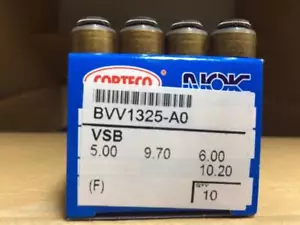 CORTECO NOK
BVV1325-A0
VSB
5.00 9.70 6.00
10.20
(F) QTY
10